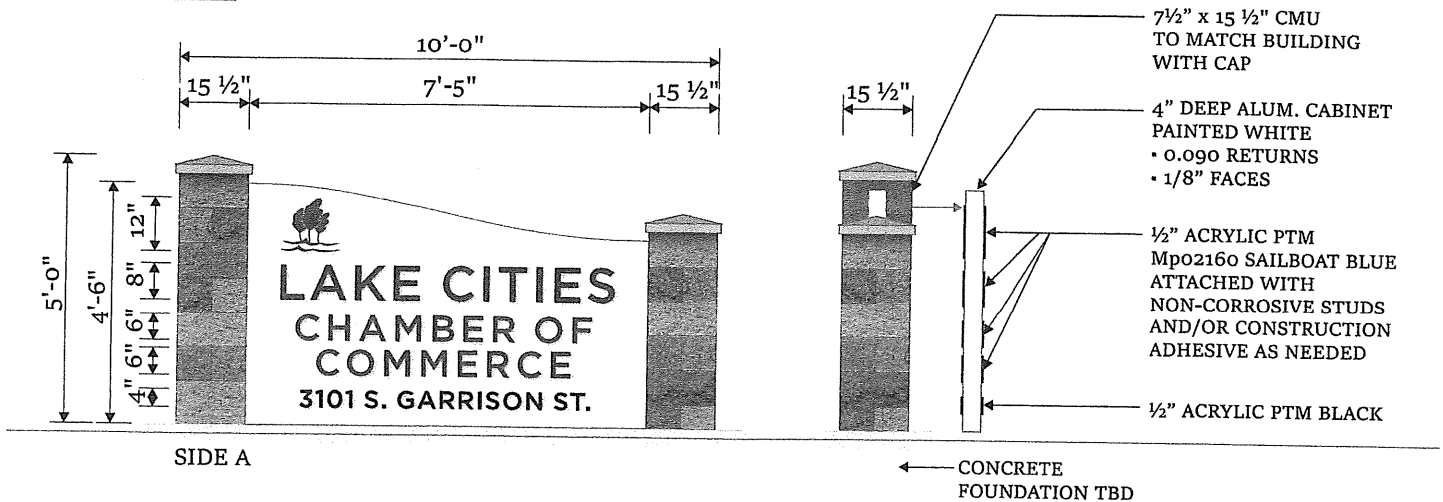 10'-0"
15 ½"
7'-5"
15 ½"
5'-0"
4'-6"
12"
8"
6"
6"
4"
LAKE CITIES
CHAMBER OF
COMMERCE
3101 S. GARRISON ST.
SIDE A
15 ½"
7½" x 15 ½" CMU
TO MATCH BUILDING
WITH CAP
4" DEEP ALUM. CABINET
PAINTED WHITE
• 0.090 RETURNS
• 1/8" FACES
½" ACRYLIC PTM
Mp02160 SAILBOAT BLUE
ATTACHED WITH
NON-CORROSIVE STUDS
AND/OR CONSTRUCTION
ADHESIVE AS NEEDED
½" ACRYLIC PTM BLACK
CONCRETE
FOUNDATION TBD